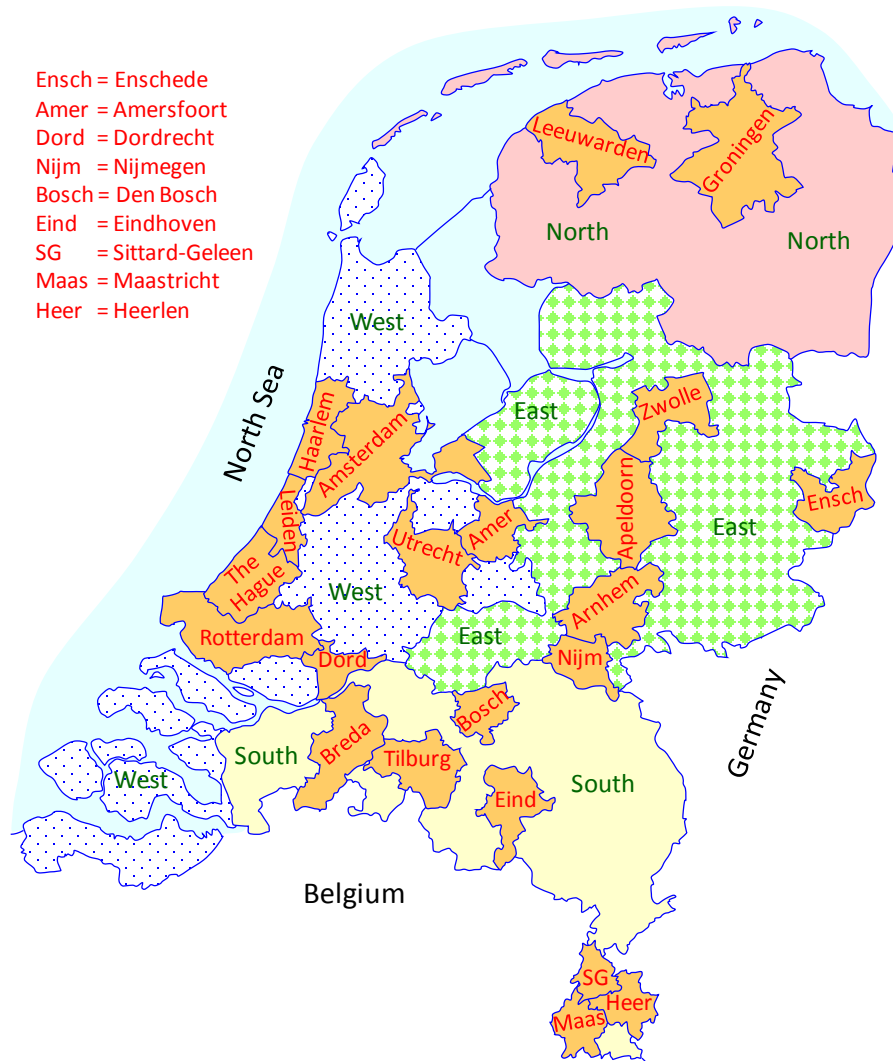 Ensch = Enschede
Amer = Amersfoort
Dord = Dordrecht
Nijm = Nijmegen
Bosch = Den Bosch
Eind = Eindhoven
SG = Sittard-Geleen
Maas = Maastricht
Heer = Heerlen
Leeuwarden
Groningen
North
North
West
North Sea
Haarlem
Amsterdam
East
Zwolle
Leiden
Apeldoorn
Ensch
Utrecht
Amer
East
The
Hague
West
Arnhem
Rotterdam
East
Dord
Nijm
Bosch
Germany
South
Breda
Tilburg
South
West
Eind
Belgium
SG
Heer
Maas